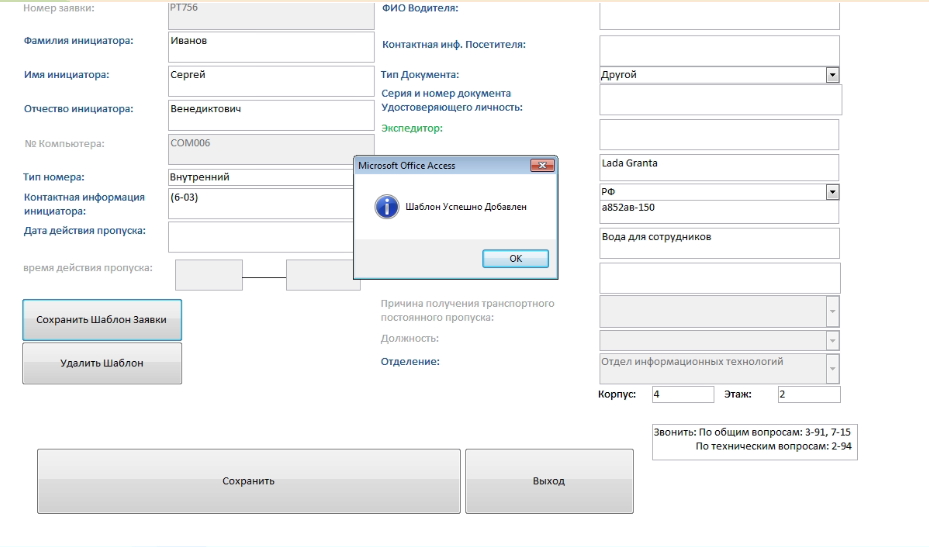 Номер заявки: РТ756 ФИО Водителя:
Фамилия инициатора: Иванов Контактная инф. Посетителя:
Имя инициатора: Сергей Тип Документа: Другой
Серия и номер документа
Удостоверяющего личность:
Отчество инициатора: Венедиктович
Экспедитор:
№ Компьютера: COM006
Microsoft Office Access
Lada Granta
Тип номера: Внутренний
Контактная информация
инициатора: (6-03)
РФ
Шаблон Успешно Добавлен
а852ав-150
Дата действия пропуска:
Вода для сотрудников
OK
время действия пропуска:
Причина получения транспортного
постоянного пропуска:
Сохранить Шаблон Заявки
Должность:
Удалить Шаблон
Отделение: Отдел информационных технологий
Корпус: 4 Этаж: 2
Звонить: По общим вопросам: 3-91, 7-15
По техническим вопросам: 2-94
Сохранить Выход